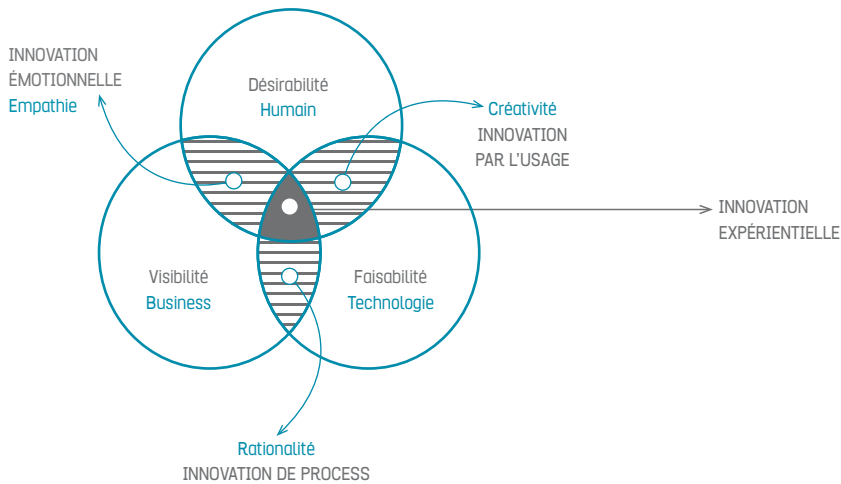 INNOVATION
ÉMOTIONNELLE
Empathie
Désirabilité
Humain
Créativité
INNOVATION
PAR L'USAGE
INNOVATION
EXPÉRIENTIELLE
Visibilité
Business
Faisabilité
Technologie
Rationalité
INNOVATION DE PROCESS